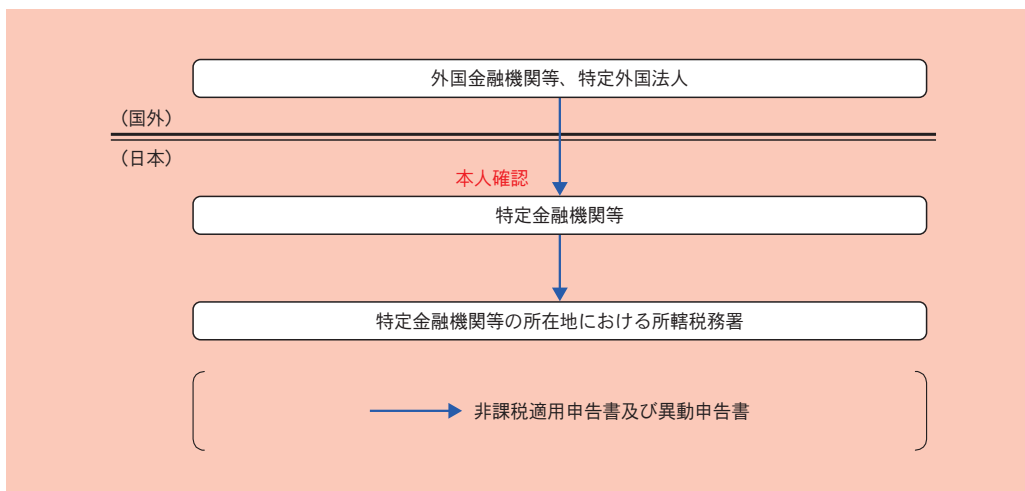 外国金融機関等、特定外国法人
（国外）
（日本）
本人確認
特定金融機関等
特定金融機関等の所在地における所轄税務署
非課税適用申告書及び異動申告書